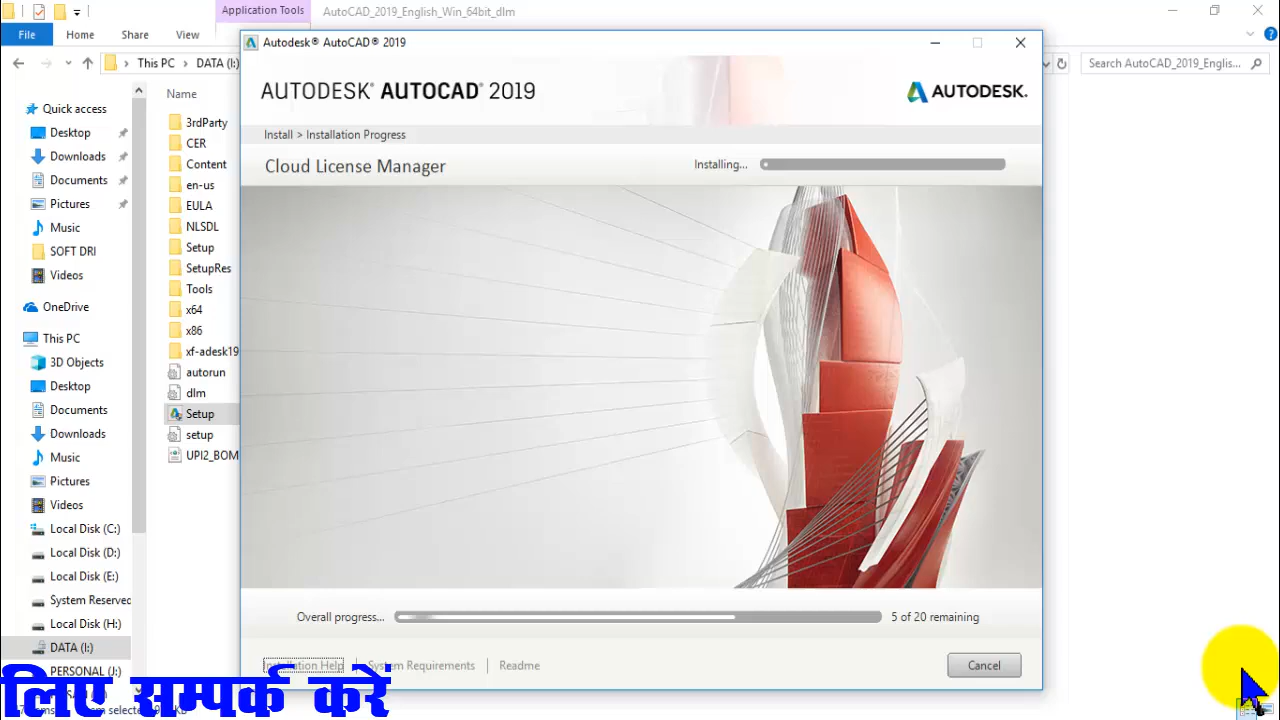 Application Tools
AutoCAD_2019_English_Win_64bit_dlm
File
Home
Share
View
This PC
DATA (I:)
Search AutoCAD_2019_Englis...
Quick access
Desktop
Downloads
Documents
Pictures
Music
SOFT DRI
Videos
OneDrive
This PC
3D Objects
Desktop
Documents
Downloads
Music
Pictures
Videos
Local Disk (C:)
Local Disk (D:)
Local Disk (E:)
System Reserved
Local Disk (H:)
DATA (I:)
PERSONAL (J:)
Name
3rdParty
CER
Content
en-us
EULA
NLSDL
Setup
SetupRes
Tools
x64
x86
xf-adesk19
autorun
dlm
Setup
setup
UPI2_BOM
Autodesk® AutoCAD® 2019
AUTODESK® AUTOCAD® 2019
AUTODESK.
Install > Installation Progress
Cloud License Manager
Installing...
Overall progress...
5 of 20 remaining
Installation Help
System Requirements
Readme
Cancel
लिए सम्पर्क करे